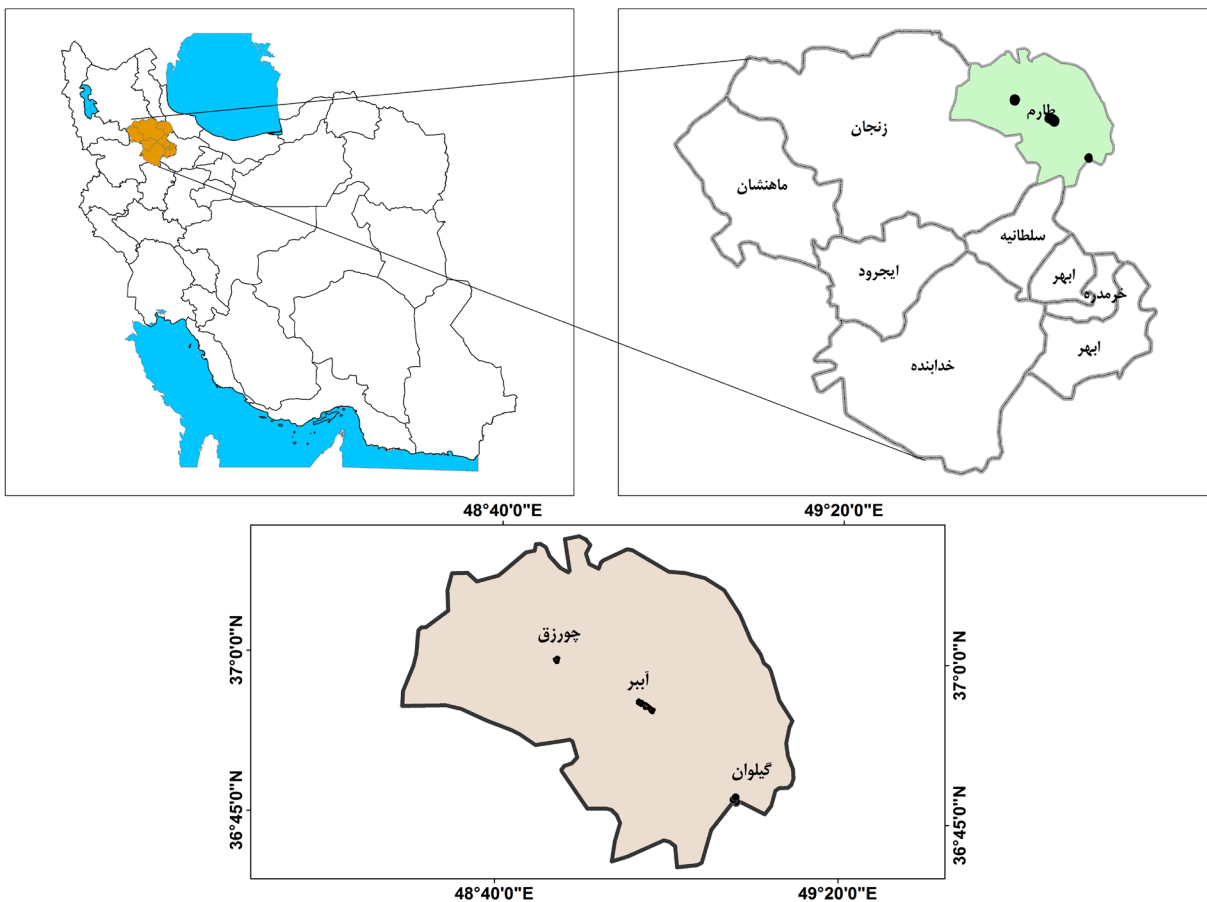 طارم
زنجان
ماهنشان
سلطانیه
ایجرود
ابهر
خرمدره
ابهر
خدابنده
48°40'0"E
49°20'0"E
چورزق
37°0'0"N
37°0'0"N
آببر
گیلوان
36°45'0"N
36°45'0"N
48°40'0"E
49°20'0"E